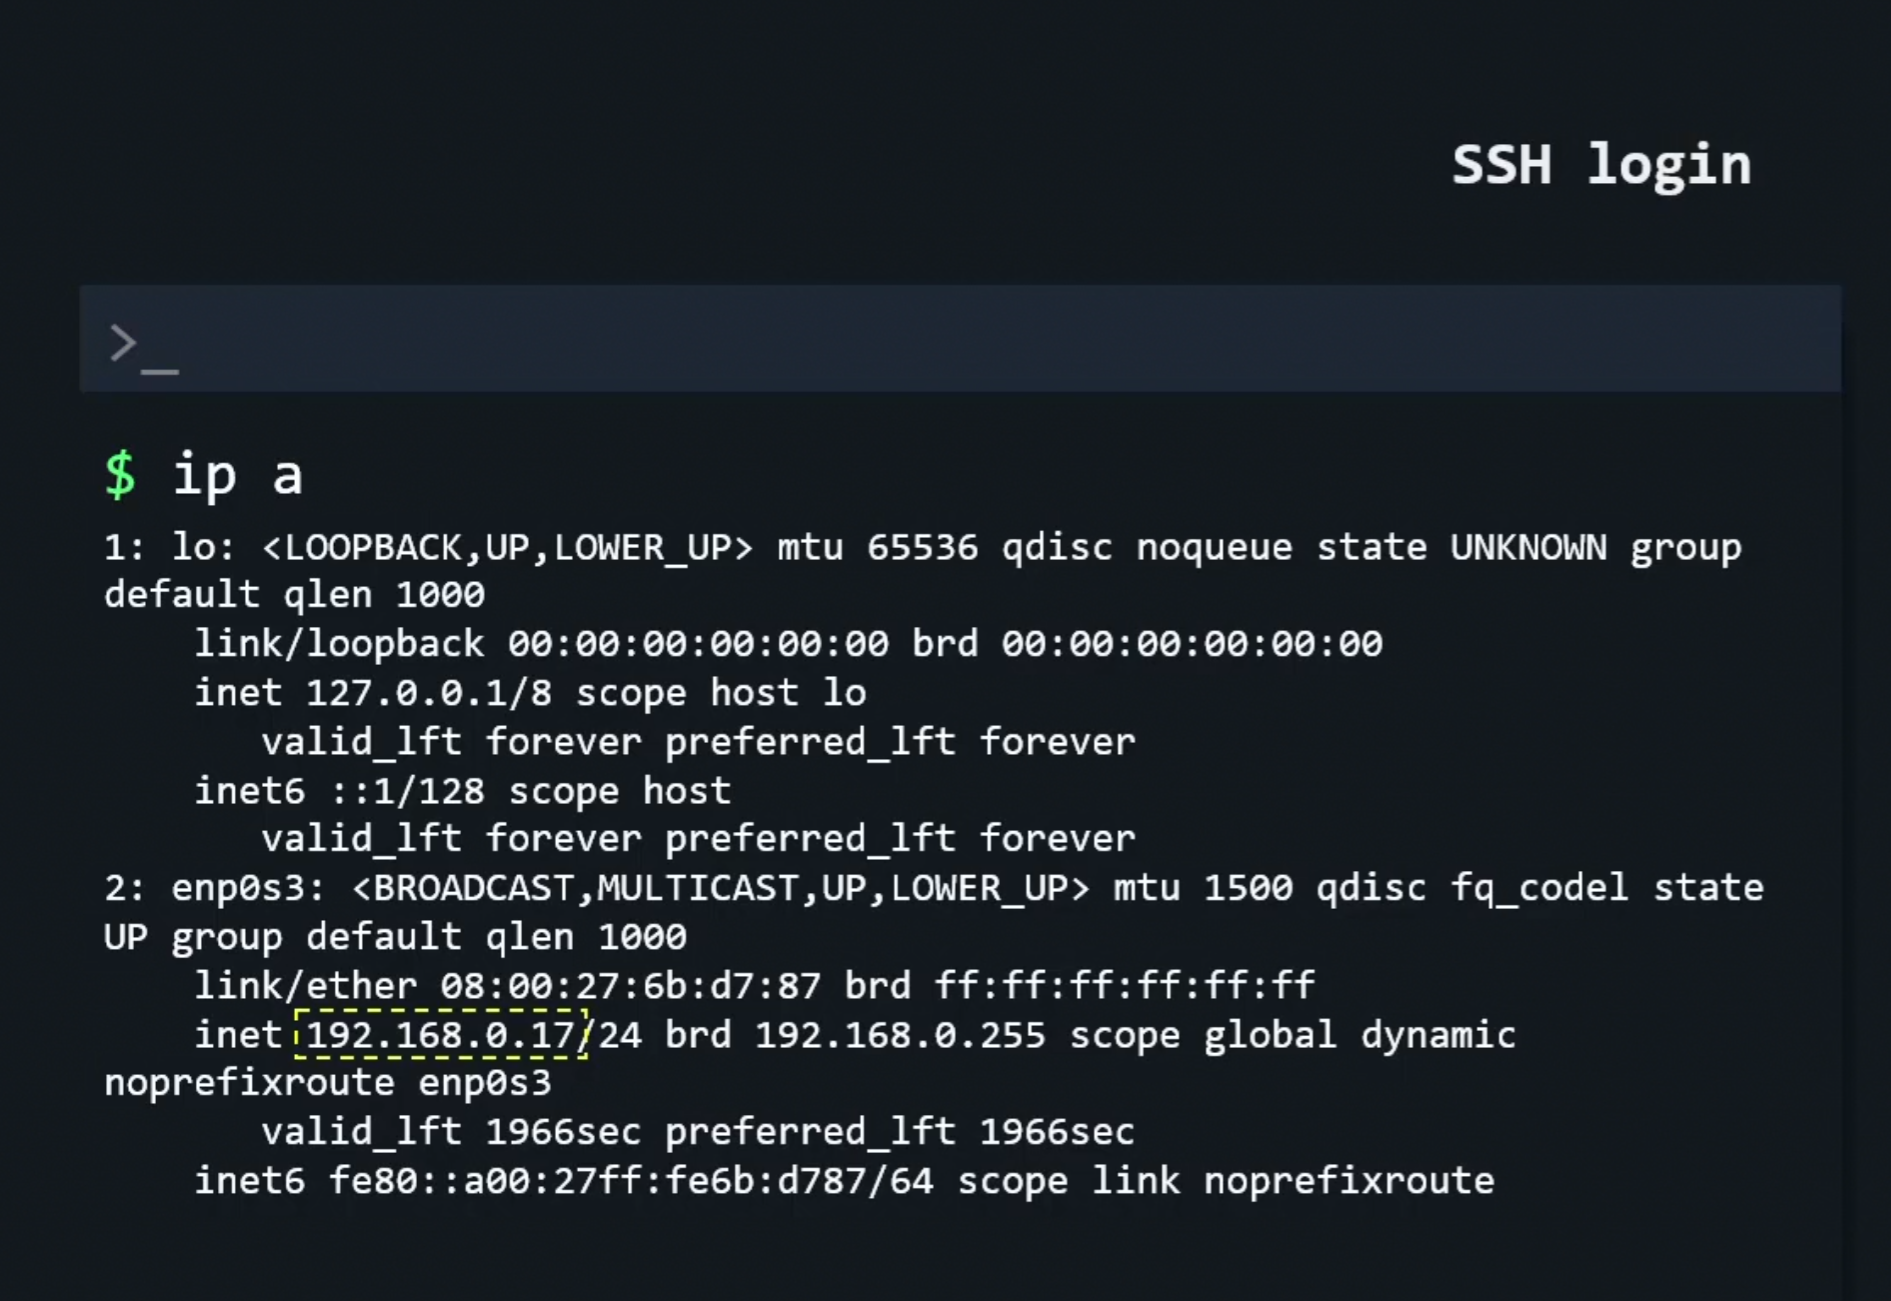 SSH login
>_
$ ip a
1: lo: <LOOPBACK,UP,LOWER_UP> mtu 65536 qdisc noqueue state UNKNOWN group
default qlen 1000
link/loopback 00:00:00:00:00:00 brd 00:00:00:00:00:00
inet 127.0.0.1/8 scope host lo
valid_lft forever preferred_lft forever
inet6 ::1/128 scope host
valid_lft forever preferred_lft forever
2: enp0s3: <BROADCAST,MULTICAST,UP,LOWER_UP> mtu 1500 qdisc fq_codel state
UP group default qlen 1000
link/ether 08:00:27:6b:d7:87 brd ff:ff:ff:ff:ff:ff
inet 192.168.0.17/24 brd 192.168.0.255 scope global dynamic
noprefixroute enp0s3
valid_lft 1966sec preferred_lft 1966sec
inet6 fe80::a00:27ff:fe6b:d787/64 scope link noprefixroute